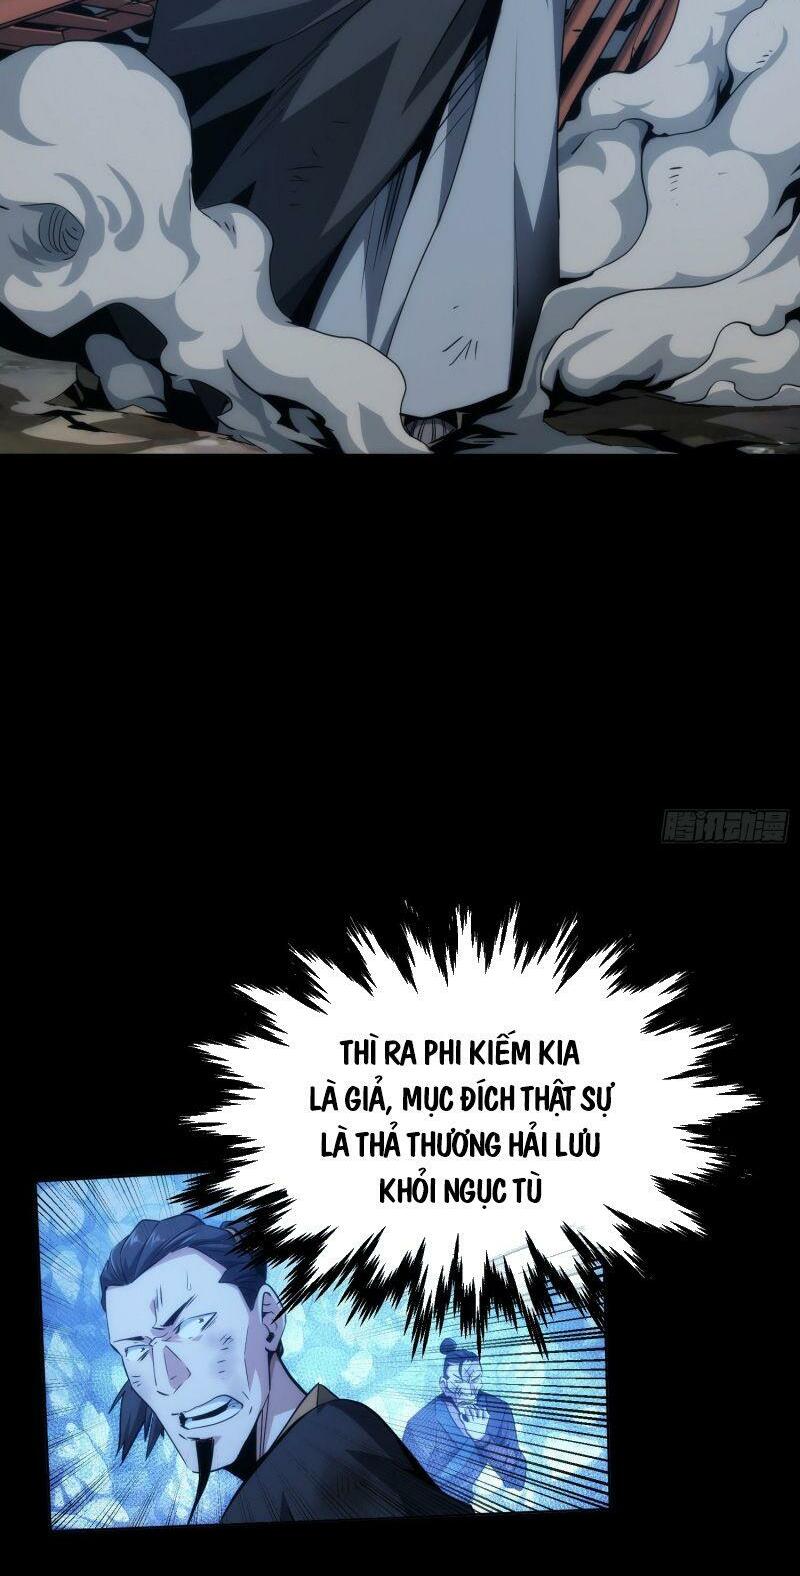 腾讯动漫
THÌ RA PHI KIẾM KIA
LÀ GIẢ, MỤC ĐÍCH THẬT SỰ
LÀ THẢ THƯƠNG HẢI LƯU
KHỎI NGỤC TÙ